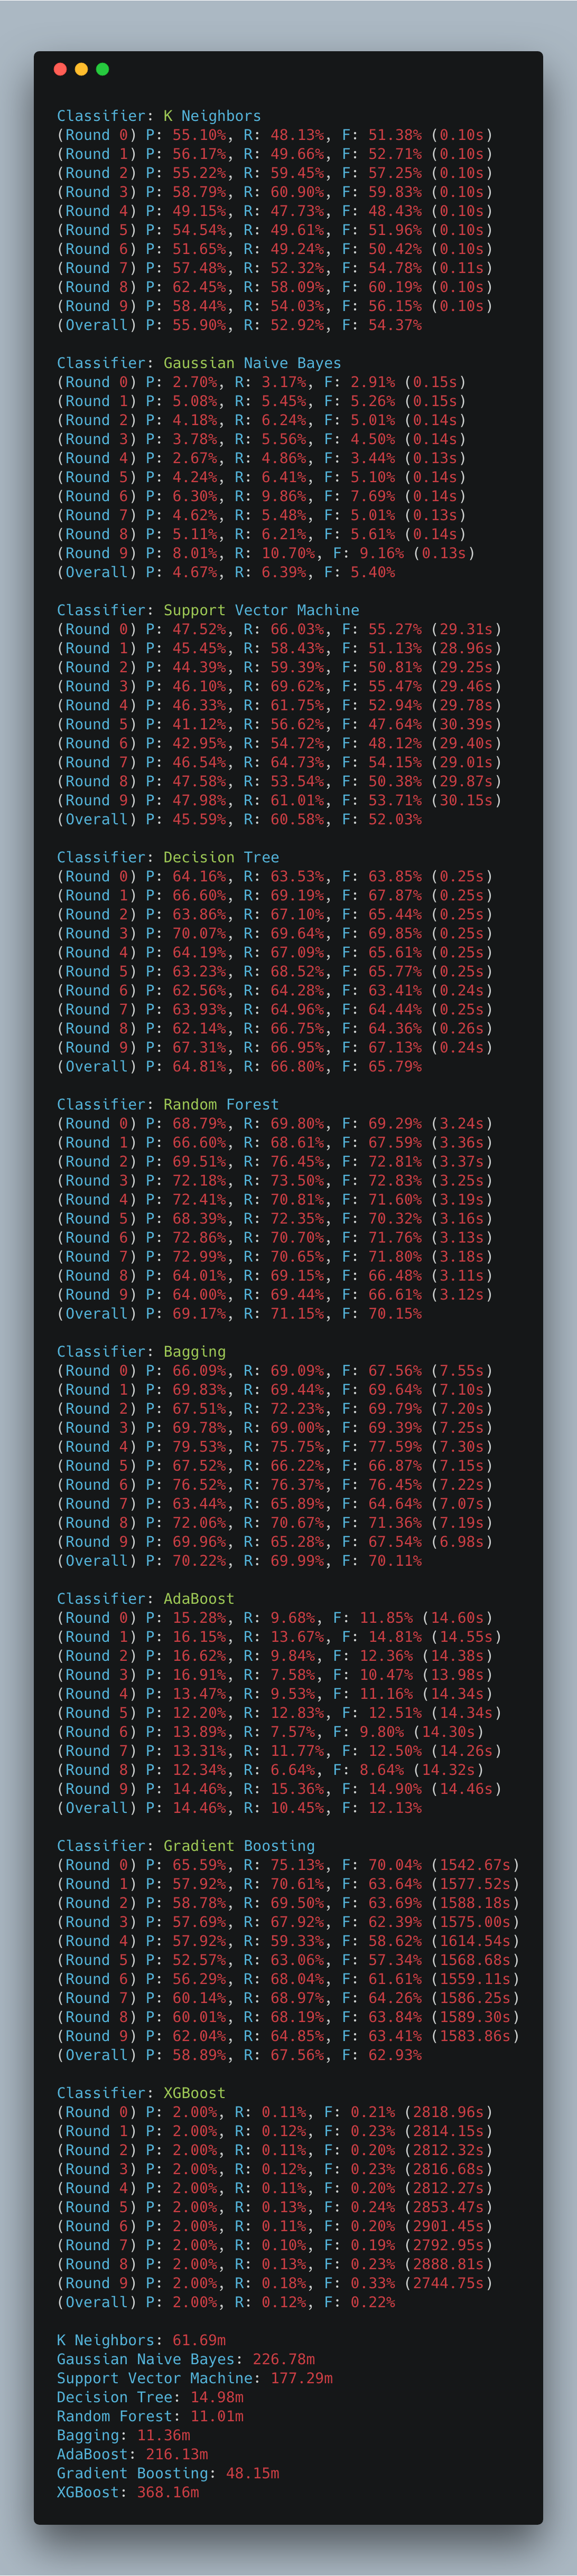 Classifier: K Neighbors
(Round 0) P: 55.10%, R: 48.13%, F: 51.38% (0.10s)
(Round 1) P: 56.17%, R: 49.66%, F: 52.71% (0.10s)
(Round 2) P: 55.22%, R: 59.45%, F: 57.25% (0.10s)
(Round 3) P: 58.79%, R: 60.90%, F: 59.83% (0.10s)
(Round 4) P: 49.15%, R: 47.73%, F: 48.43% (0.10s)
(Round 5) P: 54.54%, R: 49.61%, F: 51.96% (0.10s)
(Round 6) P: 51.65%, R: 49.24%, F: 50.42% (0.10s)
(Round 7) P: 57.48%, R: 52.32%, F: 54.78% (0.11s)
(Round 8) P: 62.45%, R: 58.09%, F: 60.19% (0.10s)
(Round 9) P: 58.44%, R: 54.03%, F: 56.15% (0.10s)
(Overall) P: 55.90%, R: 52.92%, F: 54.37%
Classifier: Gaussian Naive Bayes
(Round 0) P: 2.70%, R: 3.17%, F: 2.91% (0.15s)
(Round 1) P: 5.08%, R: 5.45%, F: 5.26% (0.15s)
(Round 2) P: 4.18%, R: 6.24%, F: 5.01% (0.14s)
(Round 3) P: 3.78%, R: 5.56%, F: 4.50% (0.14s)
(Round 4) P: 2.67%, R: 4.86%, F: 3.44% (0.13s)
(Round 5) P: 4.24%, R: 6.41%, F: 5.10% (0.14s)
(Round 6) P: 6.30%, R: 9.86%, F: 7.69% (0.14s)
(Round 7) P: 4.62%, R: 5.48%, F: 5.01% (0.13s)
(Round 8) P: 5.11%, R: 6.21%, F: 5.61% (0.14s)
(Round 9) P: 8.01%, R: 10.70%, F: 9.16% (0.13s)
(Overall) P: 4.67%, R: 6.39%, F: 5.40%
Classifier: Support Vector Machine
(Round 0) P: 47.52%, R: 66.03%, F: 55.27% (29.31s)
(Round 1) P: 45.45%, R: 58.43%, F: 51.13% (28.96s)
(Round 2) P: 44.39%, R: 59.39%, F: 50.81% (29.25s)
(Round 3) P: 46.10%, R: 69.62%, F: 55.47% (29.46s)
(Round 4) P: 46.33%, R: 61.75%, F: 52.94% (29.78s)
(Round 5) P: 41.12%, R: 56.62%, F: 47.64% (30.39s)
(Round 6) P: 42.95%, R: 54.72%, F: 48.12% (29.40s)
(Round 7) P: 46.54%, R: 64.73%, F: 54.15% (29.01s)
(Round 8) P: 47.58%, R: 53.54%, F: 50.38% (29.87s)
(Round 9) P: 47.98%, R: 61.01%, F: 53.71% (30.15s)
(Overall) P: 45.59%, R: 60.58%, F: 52.03%
Classifier: Decision Tree
(Round 0) P: 64.16%, R: 63.53%, F: 63.85% (0.25s)
(Round 1) P: 66.60%, R: 69.19%, F: 67.87% (0.25s)
(Round 2) P: 63.86%, R: 67.10%, F: 65.44% (0.25s)
(Round 3) P: 70.07%, R: 69.64%, F: 69.85% (0.25s)
(Round 4) P: 64.19%, R: 67.09%, F: 65.61% (0.25s)
(Round 5) P: 63.23%, R: 68.52%, F: 65.77% (0.25s)
(Round 6) P: 62.56%, R: 64.28%, F: 63.41% (0.24s)
(Round 7) P: 63.93%, R: 64.96%, F: 64.44% (0.25s)
(Round 8) P: 62.14%, R: 66.75%, F: 64.36% (0.26s)
(Round 9) P: 67.31%, R: 66.95%, F: 67.13% (0.24s)
(Overall) P: 64.81%, R: 66.80%, F: 65.79%
Classifier: Random Forest
(Round 0) P: 68.79%, R: 69.80%, F: 69.29% (3.24s)
(Round 1) P: 66.60%, R: 68.61%, F: 67.59% (3.36s)
(Round 2) P: 69.51%, R: 76.45%, F: 72.81% (3.37s)
(Round 3) P: 72.18%, R: 73.50%, F: 72.83% (3.25s)
(Round 4) P: 72.41%, R: 70.81%, F: 71.60% (3.19s)
(Round 5) P: 68.39%, R: 72.35%, F: 70.32% (3.16s)
(Round 6) P: 72.86%, R: 70.70%, F: 71.76% (3.13s)
(Round 7) P: 72.99%, R: 70.65%, F: 71.80% (3.18s)
(Round 8) P: 64.01%, R: 69.15%, F: 66.48% (3.11s)
(Round 9) P: 64.00%, R: 69.44%, F: 66.61% (3.12s)
(Overall) P: 69.17%, R: 71.15%, F: 70.15%
Classifier: Bagging
(Round 0) P: 66.09%, R: 69.09%, F: 67.56% (7.55s)
(Round 1) P: 69.83%, R: 69.44%, F: 69.64% (7.10s)
(Round 2) P: 67.51%, R: 72.23%, F: 69.79% (7.20s)
(Round 3) P: 69.78%, R: 69.00%, F: 69.39% (7.25s)
(Round 4) P: 79.53%, R: 75.75%, F: 77.59% (7.30s)
(Round 5) P: 67.52%, R: 66.22%, F: 66.87% (7.15s)
(Round 6) P: 76.52%, R: 76.37%, F: 76.45% (7.22s)
(Round 7) P: 63.44%, R: 65.89%, F: 64.64% (7.07s)
(Round 8) P: 72.06%, R: 70.67%, F: 71.36% (7.19s)
(Round 9) P: 69.96%, R: 65.28%, F: 67.54% (6.98s)
(Overall) P: 70.22%, R: 69.99%, F: 70.11%
Classifier: AdaBoost
(Round 0) P: 15.28%, R: 9.68%, F: 11.85% (14.60s)
(Round 1) P: 16.15%, R: 13.67%, F: 14.81% (14.55s)
(Round 2) P: 16.62%, R: 9.84%, F: 12.36% (14.38s)
(Round 3) P: 16.91%, R: 7.58%, F: 10.47% (13.98s)
(Round 4) P: 13.47%, R: 9.53%, F: 11.16% (14.34s)
(Round 5) P: 12.20%, R: 12.83%, F: 12.51% (14.34s)
(Round 6) P: 13.89%, R: 7.57%, F: 9.80% (14.30s)
(Round 7) P: 13.31%, R: 11.77%, F: 12.50% (14.26s)
(Round 8) P: 12.34%, R: 6.64%, F: 8.64% (14.32s)
(Round 9) P: 14.46%, R: 15.36%, F: 14.90% (14.46s)
(Overall) P: 14.46%, R: 10.45%, F: 12.13%
Classifier: Gradient Boosting
(Round 0) P: 65.59%, R: 75.13%, F: 70.04% (1542.67s)
(Round 1) P: 57.92%, R: 70.61%, F: 63.64% (1577.52s)
(Round 2) P: 58.78%, R: 69.50%, F: 63.69% (1588.18s)
(Round 3) P: 57.69%, R: 67.92%, F: 62.39% (1575.00s)
(Round 4) P: 57.92%, R: 59.33%, F: 58.62% (1614.54s)
(Round 5) P: 52.57%, R: 63.06%, F: 57.34% (1568.68s)
(Round 6) P: 56.29%, R: 68.04%, F: 61.61% (1559.11s)
(Round 7) P: 60.14%, R: 68.97%, F: 64.26% (1586.25s)
(Round 8) P: 60.01%, R: 68.19%, F: 63.84% (1589.30s)
(Round 9) P: 62.04%, R: 64.85%, F: 63.41% (1583.86s)
(Overall) P: 58.89%, R: 67.56%, F: 62.93%
Classifier: XGBoost
(Round 0) P: 2.00%, R: 0.11%, F: 0.21% (2818.96s)
(Round 1) P: 2.00%, R: 0.12%, F: 0.23% (2814.15s)
(Round 2) P: 2.00%, R: 0.11%, F: 0.20% (2812.32s)
(Round 3) P: 2.00%, R: 0.12%, F: 0.23% (2816.68s)
(Round 4) P: 2.00%, R: 0.11%, F: 0.20% (2812.27s)
(Round 5) P: 2.00%, R: 0.13%, F: 0.24% (2853.47s)
(Round 6) P: 2.00%, R: 0.11%, F: 0.20% (2901.45s)
(Round 7) P: 2.00%, R: 0.10%, F: 0.19% (2792.95s)
(Round 8) P: 2.00%, R: 0.13%, F: 0.23% (2888.81s)
(Round 9) P: 2.00%, R: 0.18%, F: 0.33% (2744.75s)
(Overall) P: 2.00%, R: 0.12%, F: 0.22%
K Neighbors: 61.69m
Gaussian Naive Bayes: 226.78m
Support Vector Machine: 177.29m
Decision Tree: 14.98m
Random Forest: 11.01m
Bagging: 11.36m
AdaBoost: 216.13m
Gradient Boosting: 48.15m
XGBoost: 368.16m